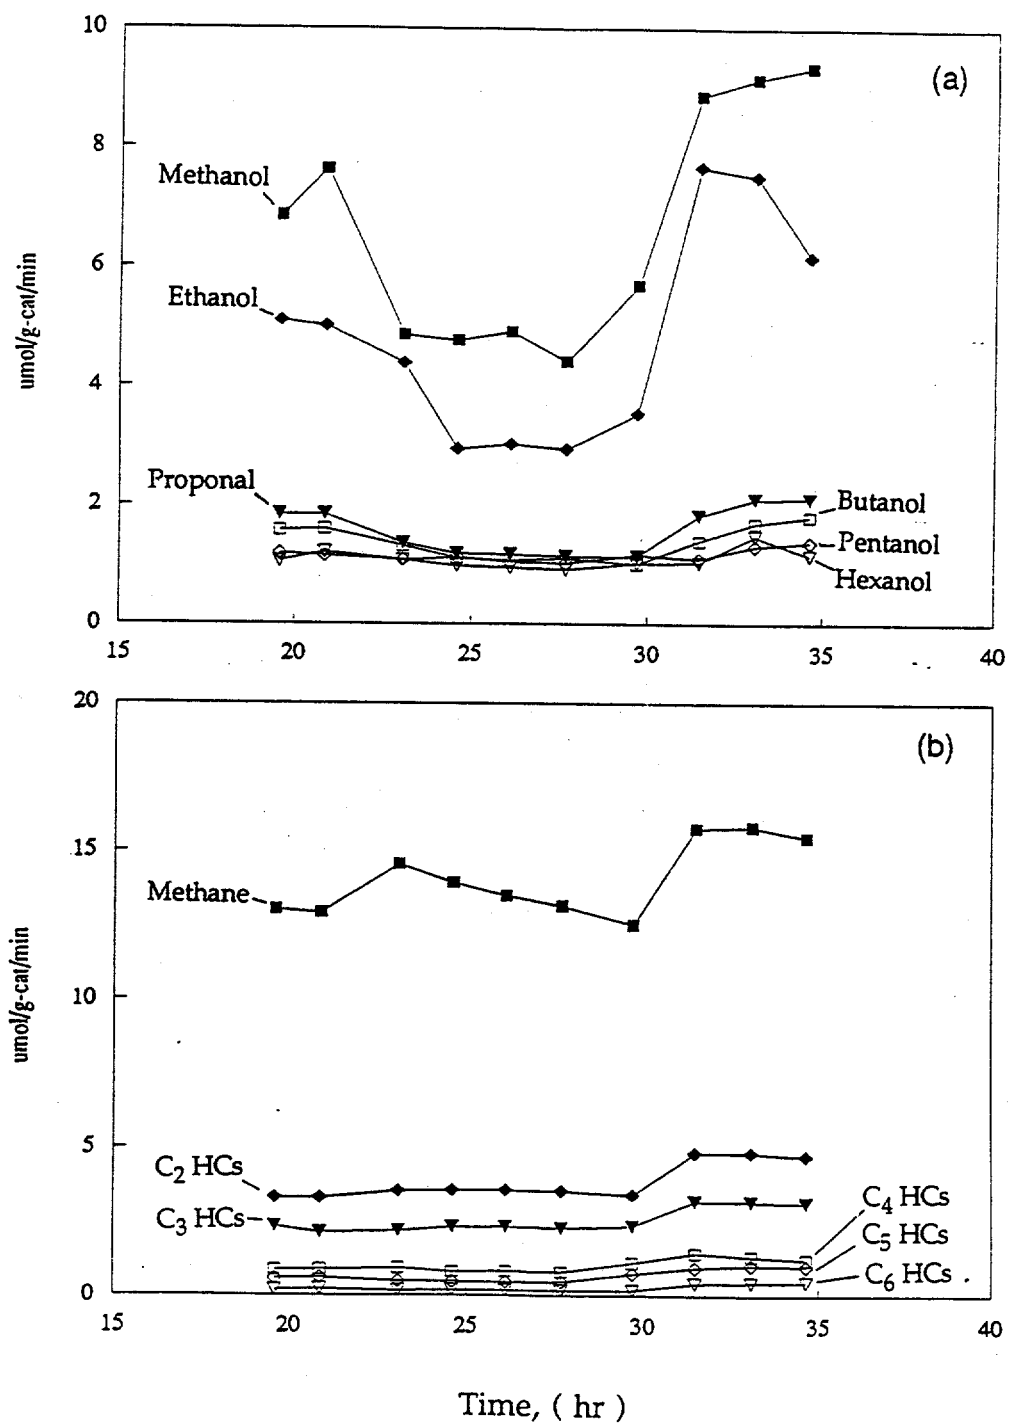 10
(a)
8
Methanol
6
Ethanol
umol/g-cat/min
4
Proponal
2
Butanol
Pentanol
Hexanol
0
15
20
25
30
35
40
20
(b)
15
Methane
10
umol/g-cat/min
5
C2 HCs
C3 HCs
C4 HCs
C5 HCs
C6 HCs
0
15
20
25
30
35
40
Time, ( hr )